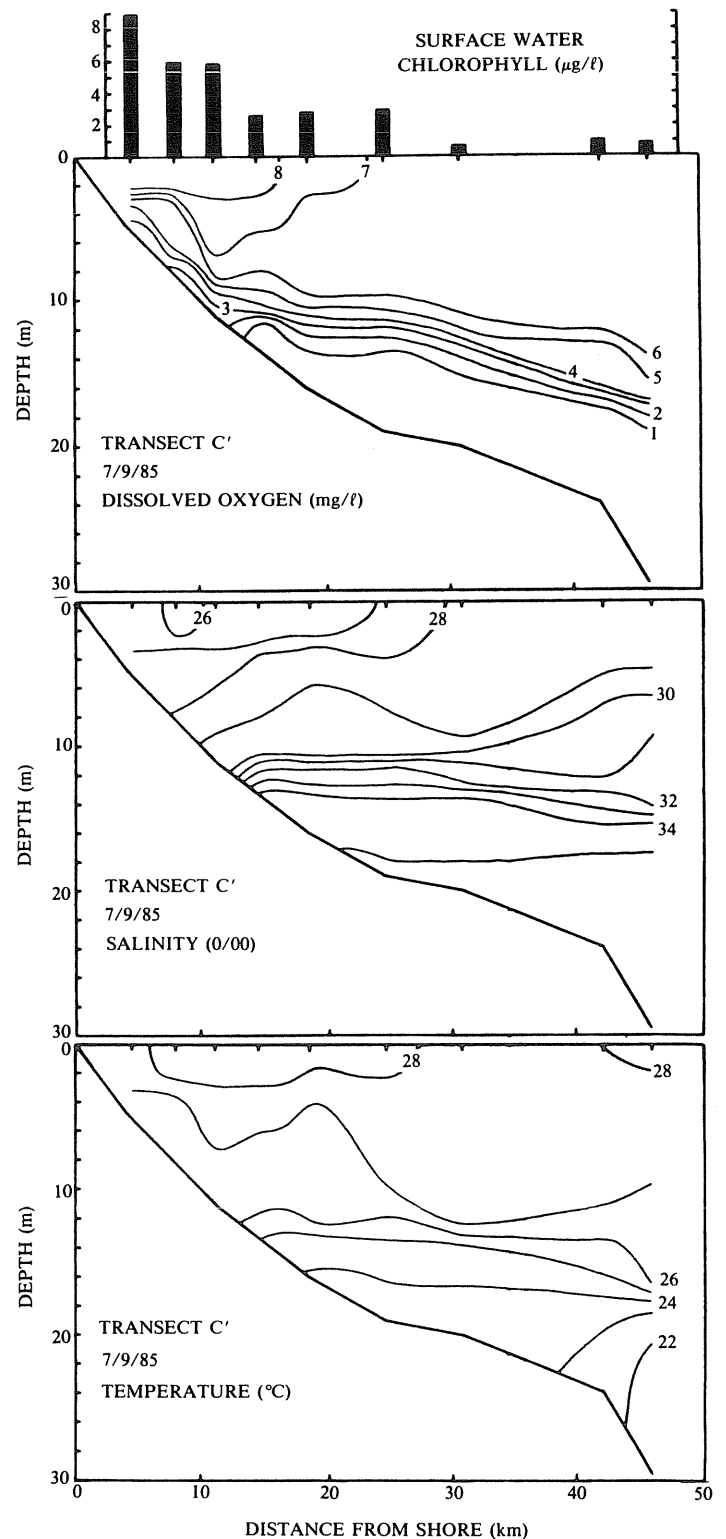 SURFACE WATER
CHLOROPHYLL (μg/ℓ)
8
6
4
2
0
10
20
30
DEPTH (m)
8
7
3
6
5
4
2
1
TRANSECT C′
7/9/85
DISSOLVED OXYGEN (mg/ℓ)
0
10
20
30
DEPTH (m)
26
28
30
32
34
TRANSECT C′
7/9/85
SALINITY (0/00)
0
10
20
30
DEPTH (m)
28
28
26
24
22
TRANSECT C′
7/9/85
TEMPERATURE (°C)
0 10 20 30 40 50
DISTANCE FROM SHORE (km)